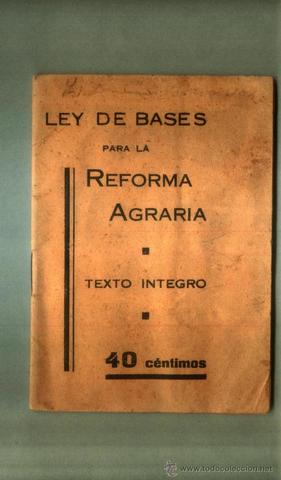 LEY DE BASES
PARA LA
REFORMA
AGRARIA
TEXTO INTEGRO
40 céntimos
© www.todocoleccion.net